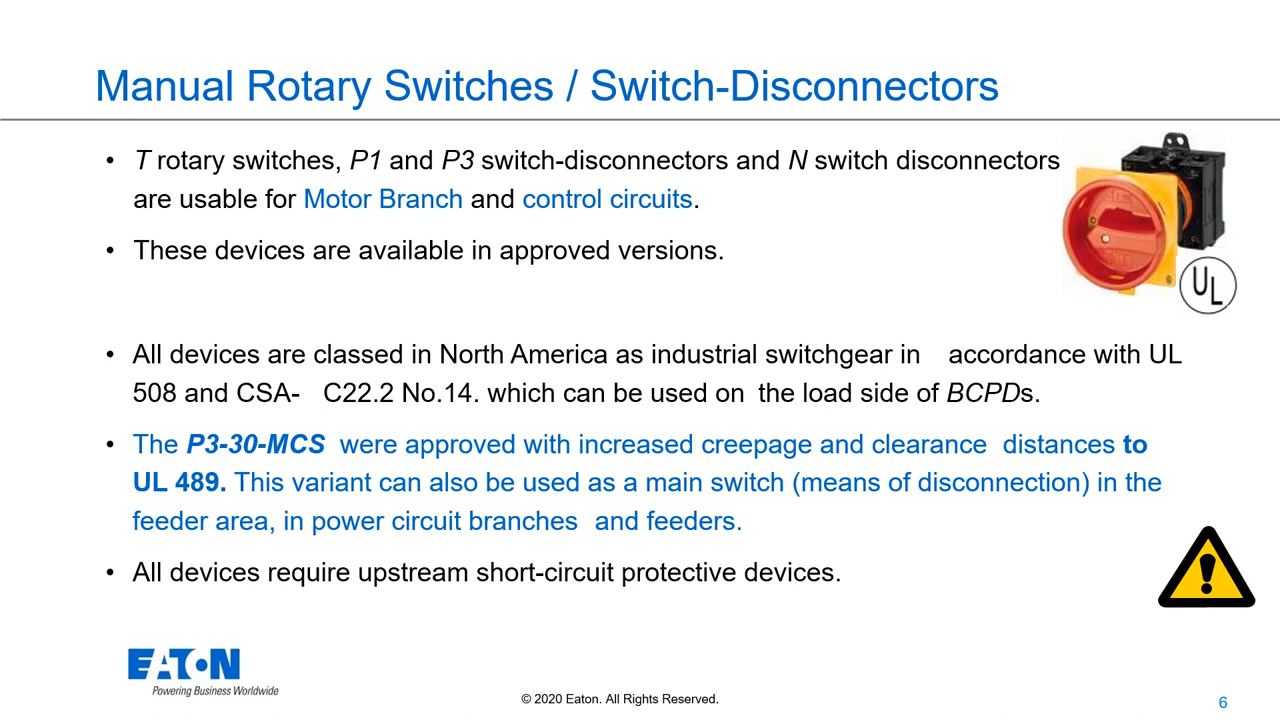 Manual Rotary Switches / Switch-Disconnectors
• T rotary switches, P1 and P3 switch-disconnectors and N switch disconnectors
are usable for Motor Branch and control circuits.
• These devices are available in approved versions.
UL
• All devices are classed in North America as industrial switchgear in accordance with UL
508 and CSA- C22.2 No.14. which can be used on the load side of BCPDs.
• The P3-30-MCS were approved with increased creepage and clearance distances to
UL 489. This variant can also be used as a main switch (means of disconnection) in the
feeder area, in power circuit branches and feeders.
• All devices require upstream short-circuit protective devices.
EATON
Powering Business Worldwide
© 2020 Eaton. All Rights Reserved.
6